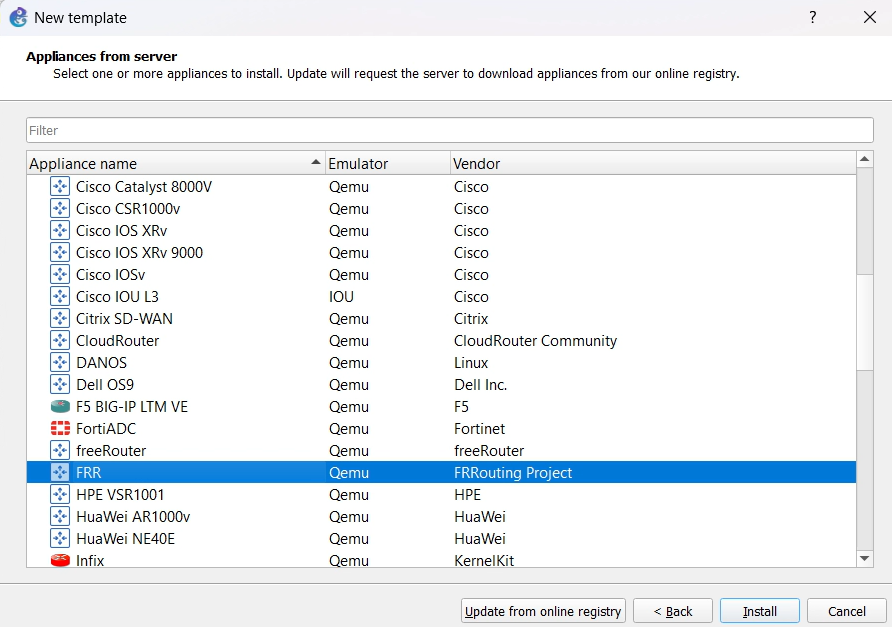 New template
?
Appliances from server
Select one or more appliances to install. Update will request the server to download appliances from our online registry.
Filter
Appliance name Emulator Vendor
Cisco Catalyst 8000V Qemu Cisco
Cisco CSR1000v Qemu Cisco
Cisco IOS XRv Qemu Cisco
Cisco IOS XRv 9000 Qemu Cisco
Cisco IOSv Qemu Cisco
Cisco IOU L3 IOU Cisco
Citrix SD-WAN Qemu Citrix
CloudRouter Qemu CloudRouter Community
DANOS Qemu Linux
Dell OS9 Qemu Dell Inc.
F5 BIG-IP LTM VE Qemu F5
FortiADC Qemu Fortinet
freeRouter Qemu freeRouter
FRR Qemu FRRouting Project
HPE VSR1001 Qemu HPE
HuaWei AR1000v Qemu HuaWei
HuaWei NE40E Qemu HuaWei
Infix Qemu KernelKit
Update from online registry < Back Install Cancel